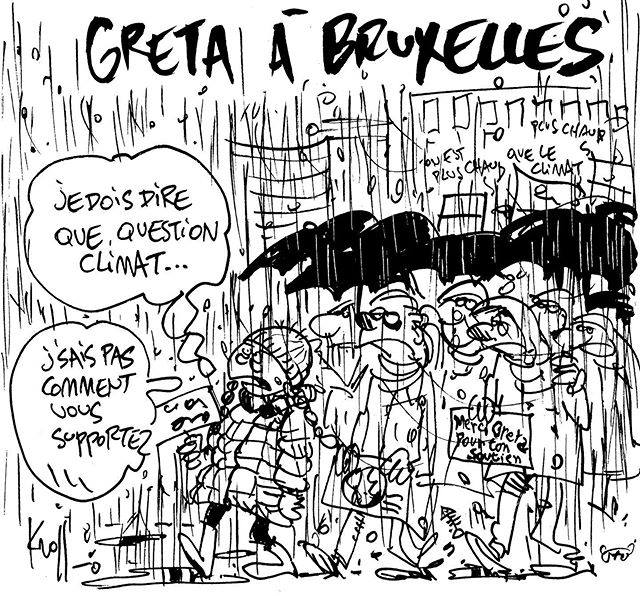 GRETA À BRUXELLES
JE DOIS DIRE
QUE, QUESTION
CLIMAT...
J'SAIS PAS
COMMENT
VOUS
SUPPORTEZ
ON EST
PLUS CHAUD
QUE LE
CLIMAT
PLUS CHAUD
Merci Greta
Pour ton
Soutien
Kroll